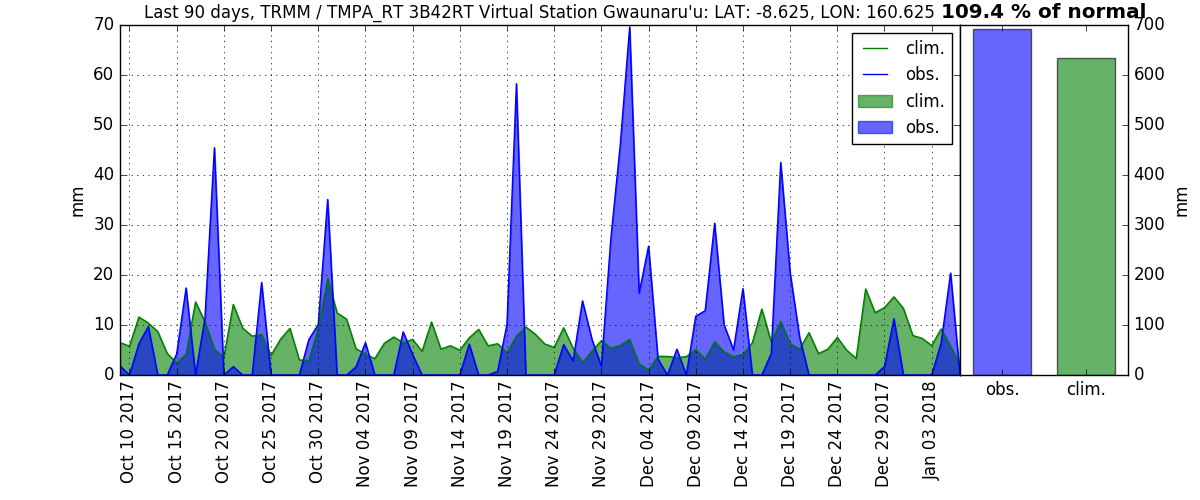 Last 90 days, TRMM / TMPA_RT 3B42RT Virtual Station Gwaunaru'u: LAT: -8.625, LON: 160.625 109.4 % of normal
70
60
50
40
30
20
10
0
mm
clim.
obs.
clim.
obs.
Oct 10 2017
Oct 15 2017
Oct 20 2017
Oct 25 2017
Oct 30 2017
Nov 04 2017
Nov 09 2017
Nov 14 2017
Nov 19 2017
Nov 24 2017
Nov 29 2017
Dec 04 2017
Dec 09 2017
Dec 14 2017
Dec 19 2017
Dec 24 2017
Dec 29 2017
Jan 03 2018
700
600
500
400
300
200
100
0
mm
obs.
clim.